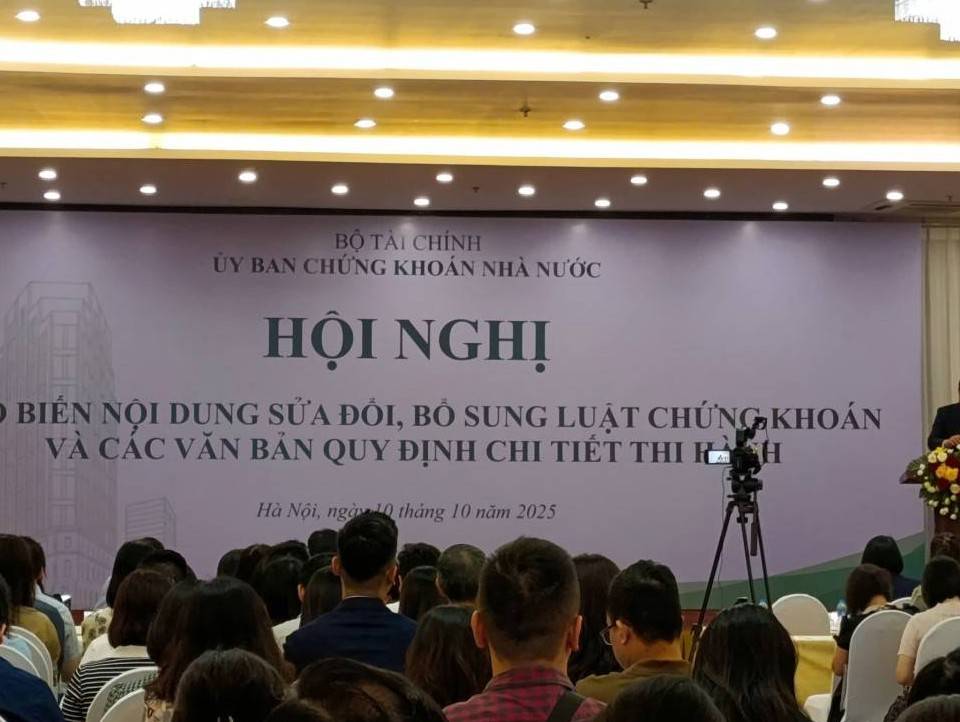 BỘ TÀI CHÍNH
ỦY BAN CHỨNG KHOÁN NHÀ NƯỚC
HỘI NGHỊ
BIẾN NỘI DUNG SỬA ĐỔI, BỔ SUNG LUẬT CHỨNG KHOÁN
VÀ CÁC VĂN BẢN QUY ĐỊNH CHI TIẾT THI HÀNH
Hà Nội, ngày 10 tháng 10 năm 2025